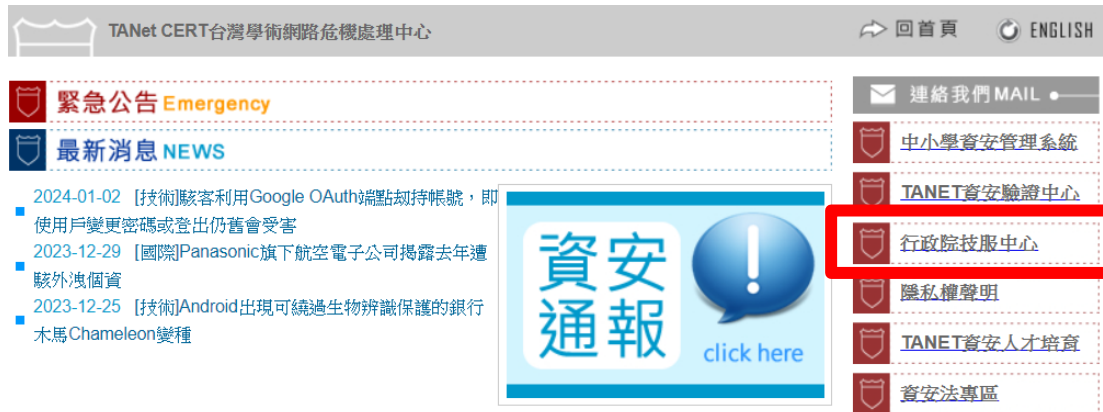 TANet CERT台灣學術網路危機處理中心
回首頁
ENGLISH
緊急公告 Emergency
最新消息 NEWS
2024-01-02 [技術]駭客利用Google OAuth端點劫持帳號，即
使用戶變更密碼或登出仍舊會受害
2023-12-29 [國際]Panasonic旗下航空電子公司揭露去年遭
駭外洩個資
2023-12-25 [技術]Android出現可繞過生物辨識保護的銀行
木馬Chameleon變種
資安
通報
click here
連絡我們 MAIL
中小學資安管理系統
TANET資安驗證中心
行政院技服中心
隱私權聲明
TANET資安人才培育
資安法專區